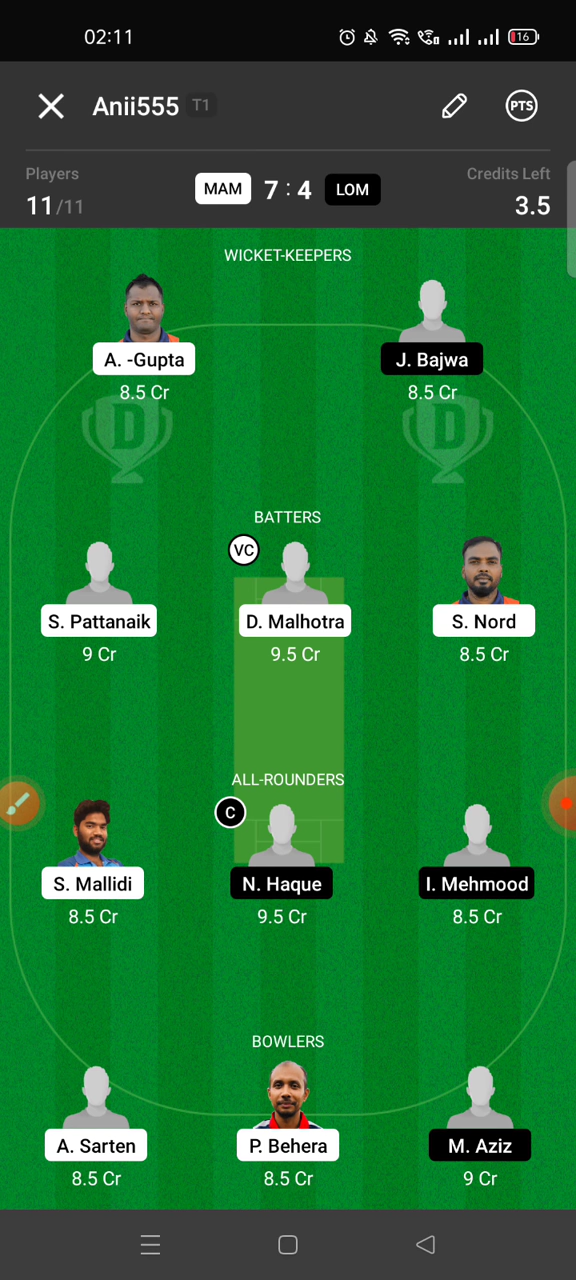 02:11
16
Anii555 T1
PTS
Players
Credits Left
11/11
MAM 7 : 4 LOM
3.5
WICKET-KEEPERS
A. -Gupta
J. Bajwa
8.5 Cr
8.5 Cr
BATTERS
VC
S. Pattanaik
D. Malhotra
S. Nord
9 Cr
9.5 Cr
8.5 Cr
ALL-ROUNDERS
C
S. Mallidi
N. Haque
I. Mehmood
8.5 Cr
9.5 Cr
8.5 Cr
BOWLERS
A. Sarten
P. Behera
M. Aziz
8.5 Cr
8.5 Cr
9 Cr